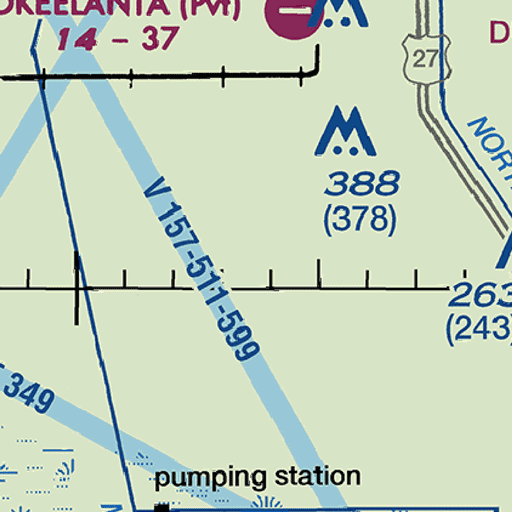 OKEELANTA (Pvt)
14 - 37
27
D
NORT
388
(378)
V 157-511-599
263
(243)
349
pumping station